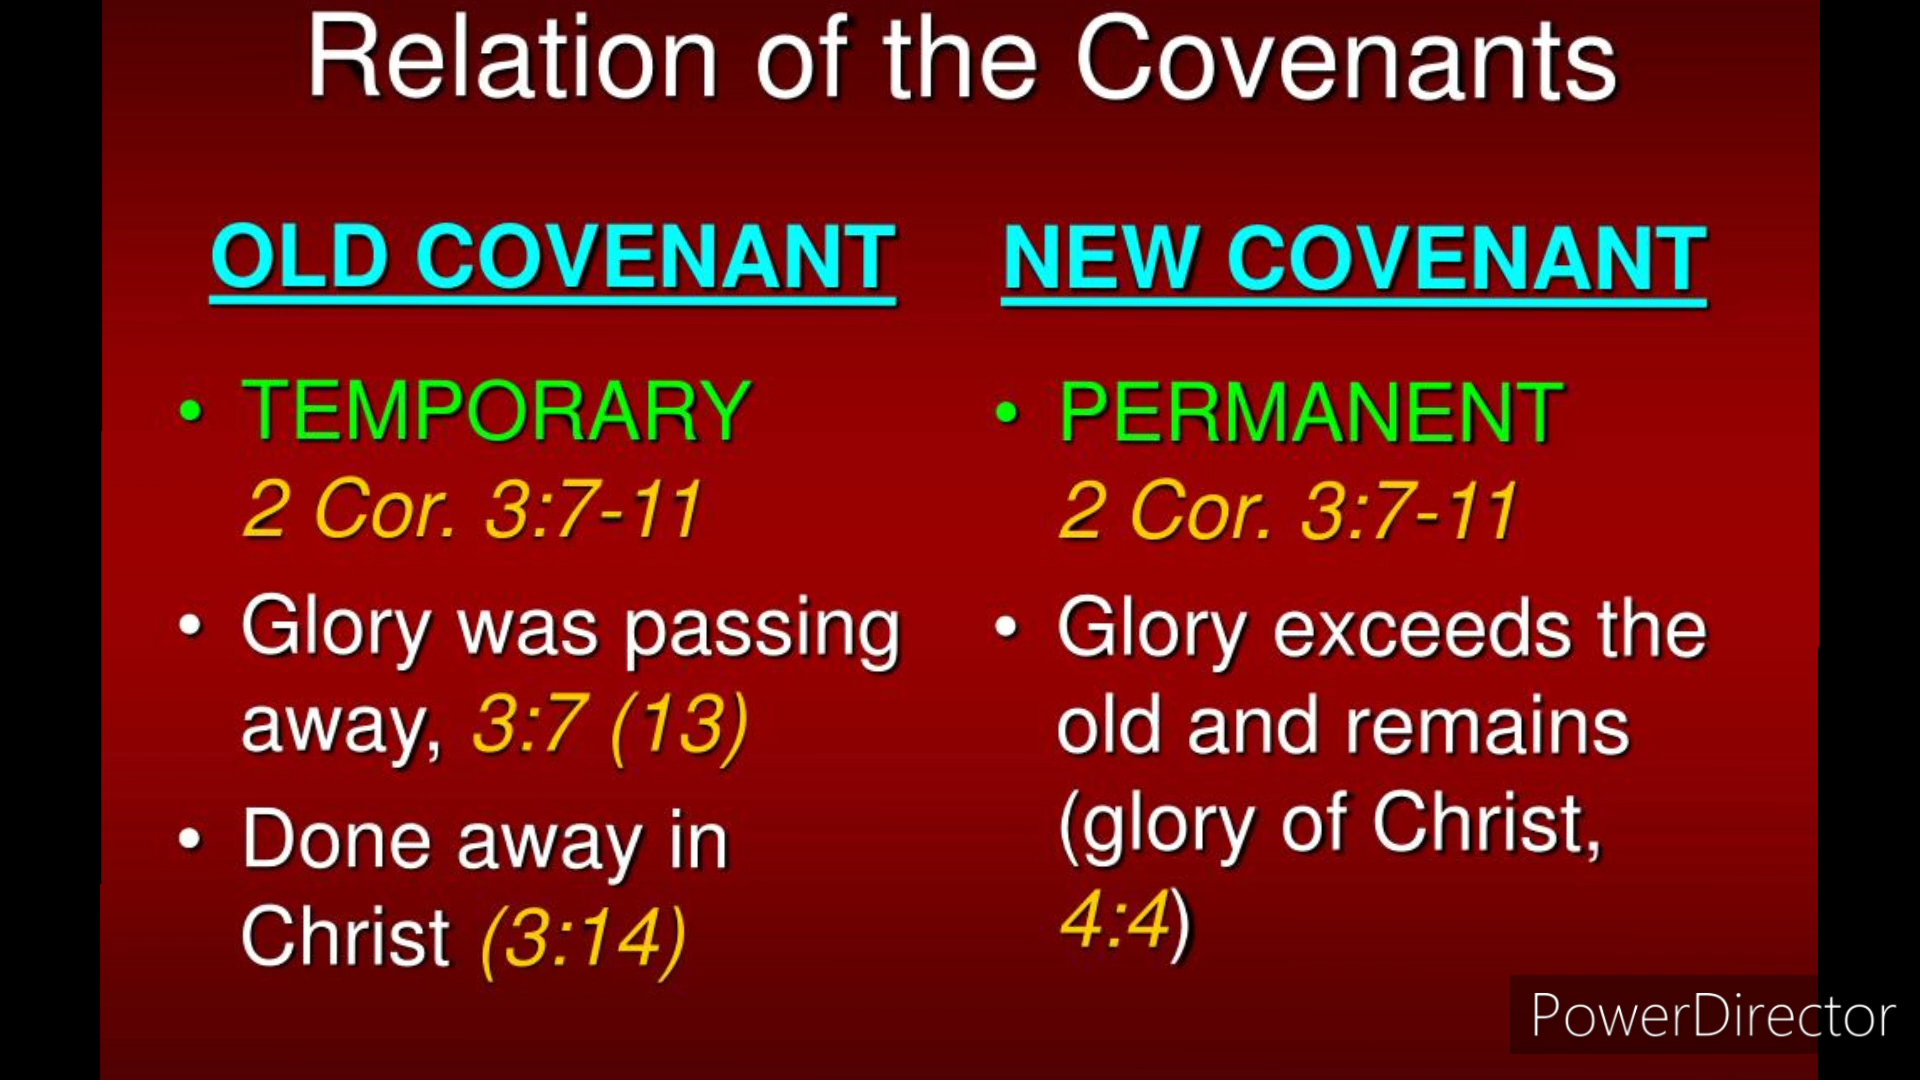 Relation of the Covenants
OLD COVENANT
• TEMPORARY
2 Cor. 3:7-11
• Glory was passing
away, 3:7 (13)
• Done away in
Christ (3:14)
NEW COVENANT
• PERMANENT
2 Cor. 3:7-11
• Glory exceeds the
old and remains
(glory of Christ,
4:4)
PowerDirector